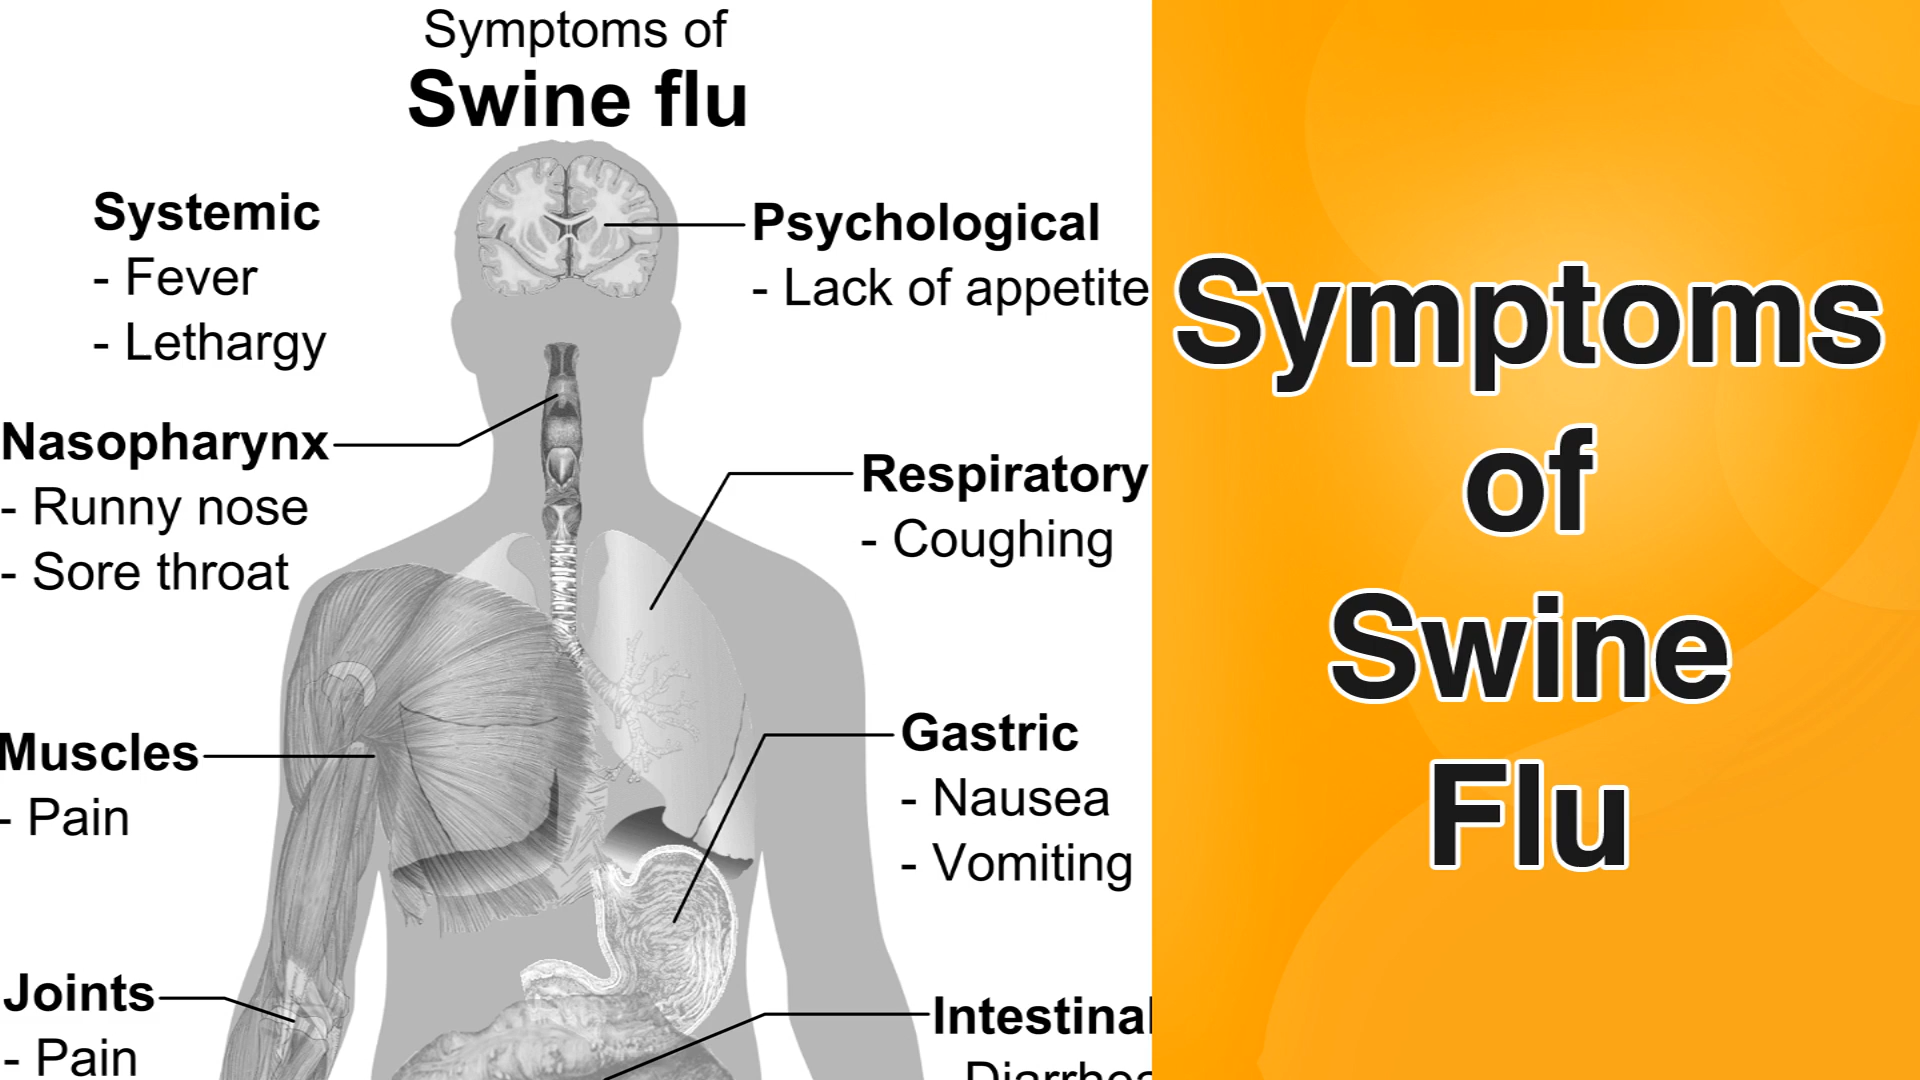 Symptoms of
Swine flu
Systemic
- Fever
- Lethargy
Psychological
- Lack of appetite
Nasopharynx
- Runny nose
- Sore throat
Respiratory
- Coughing
Muscles
- Pain
Gastric
- Nausea
- Vomiting
Joints
- Pain
Intestinal
Symptoms
of
Swine
Flu